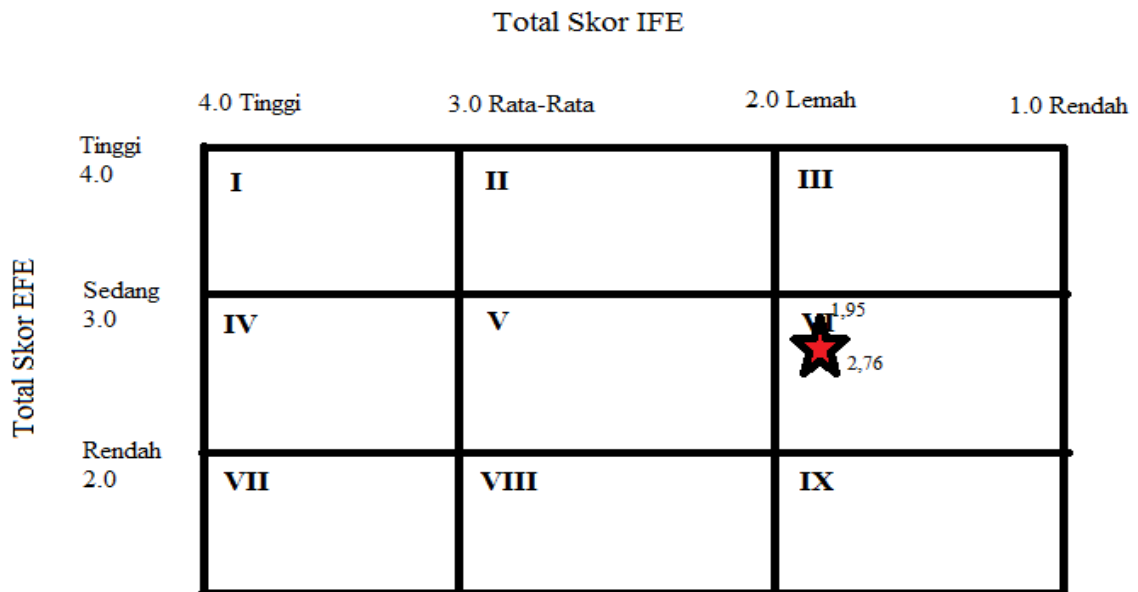 Total Skor IFE
4.0 Tinggi
3.0 Rata-Rata
2.0 Lemah
1.0 Rendah
Tinggi
4.0
I
II
III
Total Skor EFE
Sedang
3.0
IV
V
VI
1,95
2,76
Rendah
2.0
VII
VIII
IX